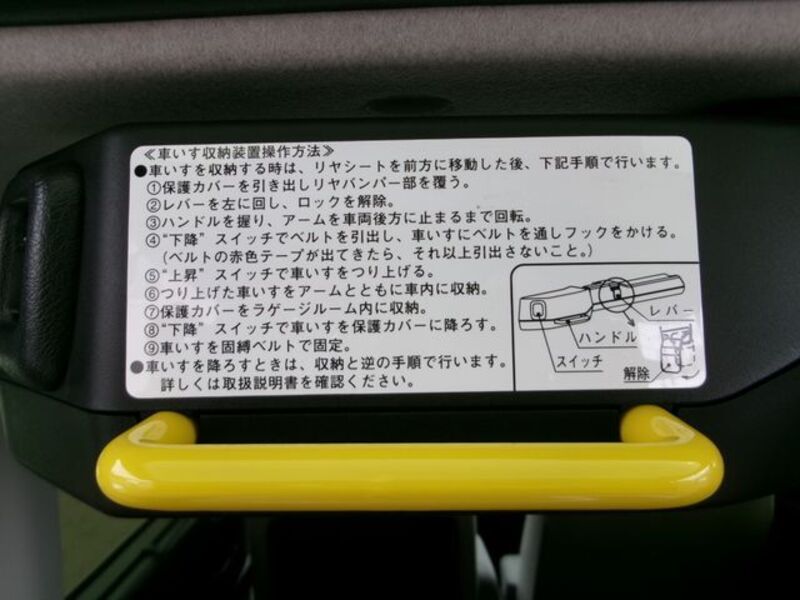 ≪車いす収納装置操作方法≫
●車いすを収納する時は、リヤシートを前方に移動した後、下記手順で行います。
①保護カバーを引き出しリヤバンパー部を覆う。
②レバーを左に回し、ロックを解除。
③ハンドルを握り、アームを車両後方に止まるまで回転。
④“下降”スイッチでベルトを引出し、車いすにベルトを通しフックをかける。
(ベルトの赤色テープが出てきたら、それ以上引出さないこと。)
⑤“上昇”スイッチで車いすをつり上げる。
⑥つり上げた車いすをアームとともに車内に収納。
⑦保護カバーをラゲージルーム内に収納。
⑧“下降”スイッチで車いすを保護カバーに降ろす。
⑨車いすを固縛ベルトで固定。
●車いすを降ろすときは、収納と逆の手順で行います。
詳しくは取扱説明書を確認ください。
レバー
ハンドル
スイッチ
解除